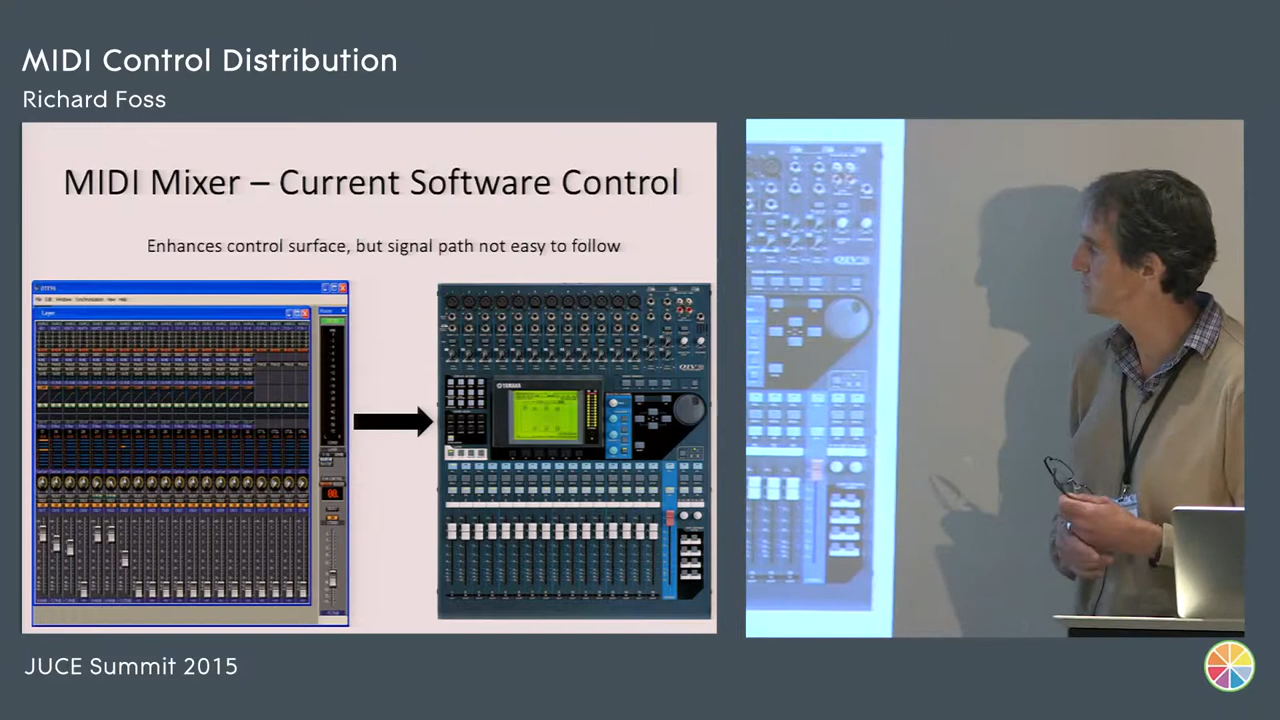 MIDI Control Distribution
Richard Foss
MIDI Mixer – Current Software Control
Enhances control surface, but signal path not easy to follow
YAMAHA
JUCE Summit 2015